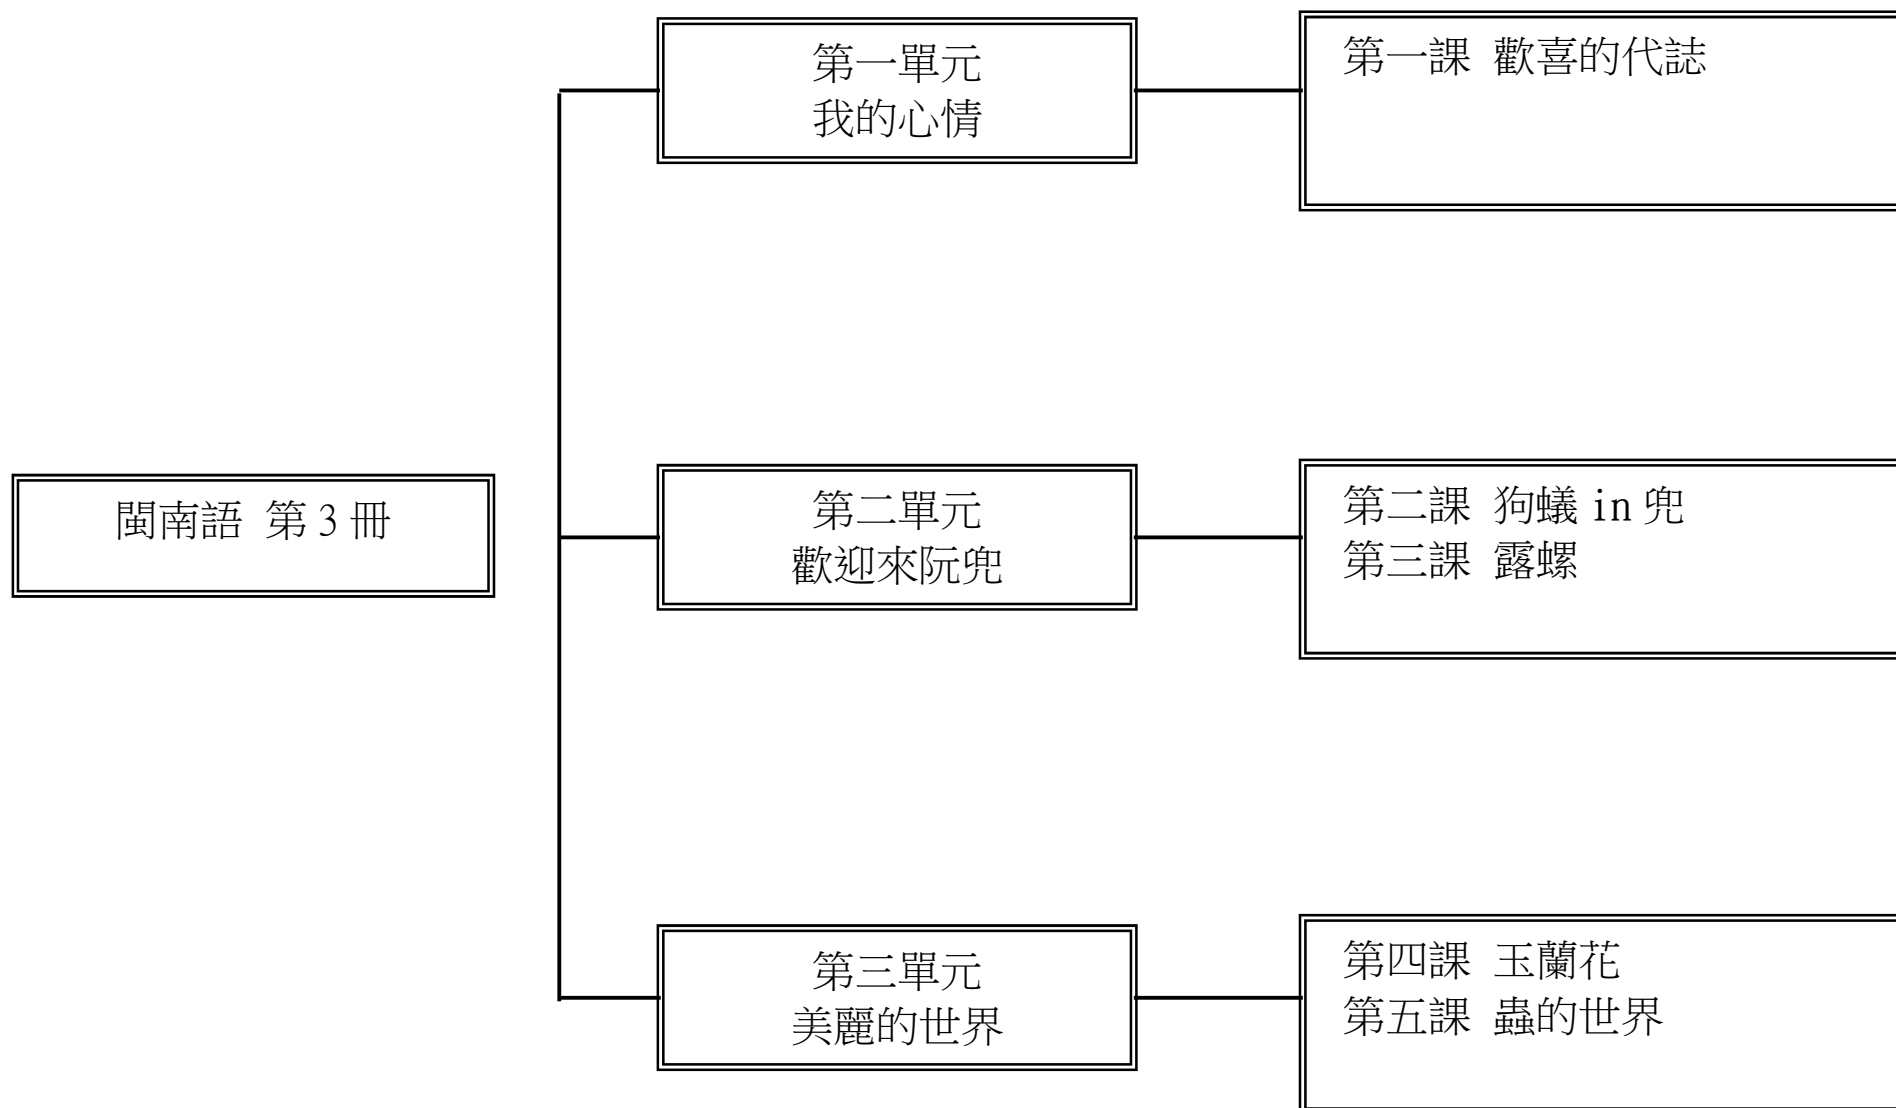 閩南語 第3冊
第一單元
我的心情
第一課 歡喜的代誌
第二單元
歡迎來阮兜
第二課 狗蟻in兜
第三課 露螺
第三單元
美麗的世界
第四課 玉蘭花
第五課 蟲的世界